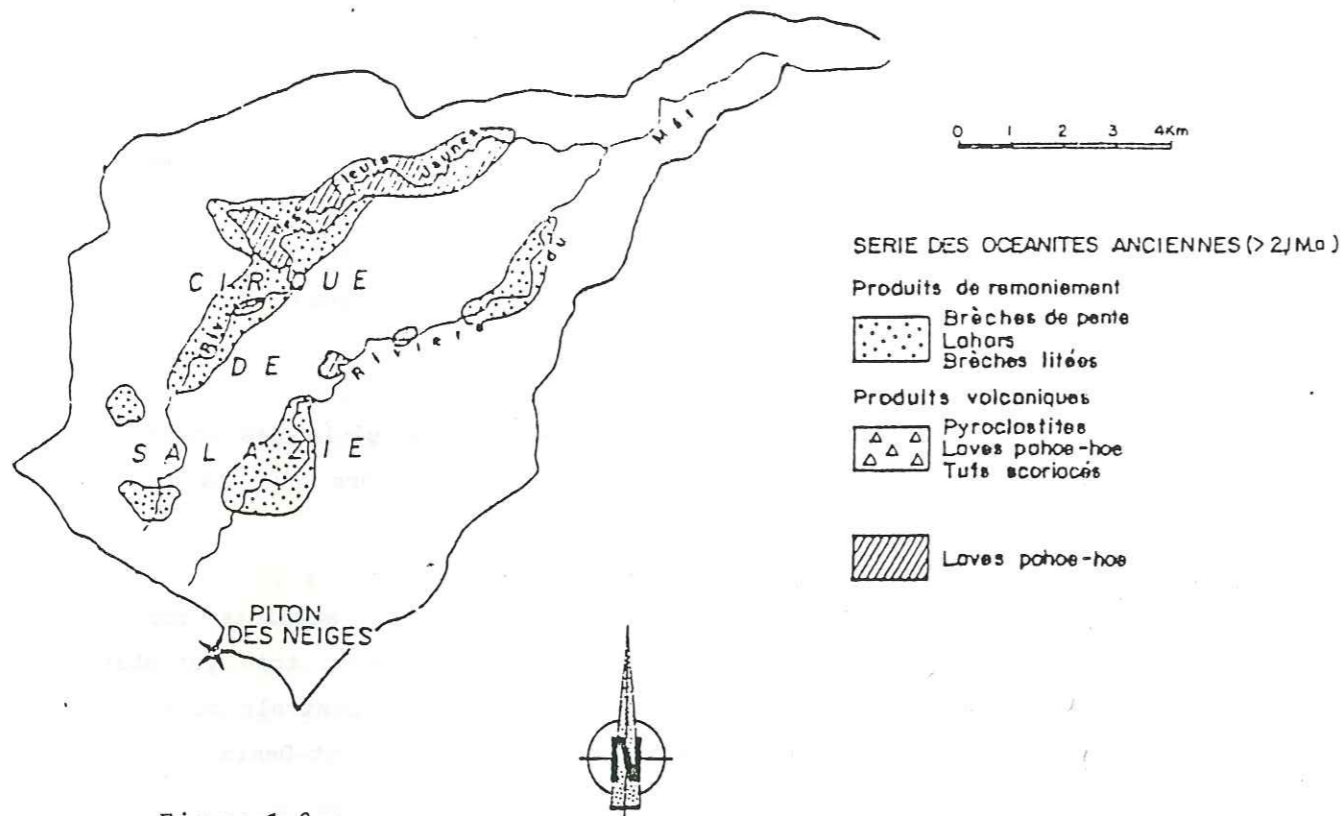 Mât
Fleurs Jaunes
des
CIRQUE
Riv
DE
Rivière du
SALAZIE
PITON
DES NEIGES
0 1 2 3 4Km
SERIE DES OCEANITES ANCIENNES (> 2,1 M.a)
Produits de remaniement
Brèches de pente
Lahars
Brèches litées
Produits volcaniques
Pyroclastites
Laves pahoe-hoe
Tufs scoriacés
Laves pahoe-hoe
N
t-Denis